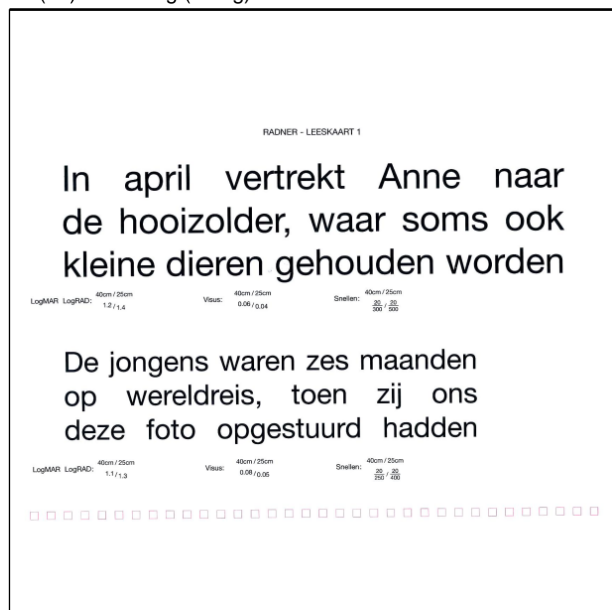 RADNER - LEESKAART 1
In april vertrekt Anne naar
de hooizolder, waar soms ook
kleine dieren gehouden worden
LogMAR LogRAD: 40cm / 25cm 1.2 / 1.4 Visus: 40cm / 25cm 0.06 / 0.04 Snellen: 40cm / 25cm 20/300 / 20/500
De jongens waren zes maanden
op wereldreis, toen zij ons
deze foto opgestuurd hadden
LogMAR LogRAD: 40cm / 25cm 1.1 / 1.3 Visus: 40cm / 25cm 0.08 / 0.05 Snellen: 40cm / 25cm 20/250 / 20/400